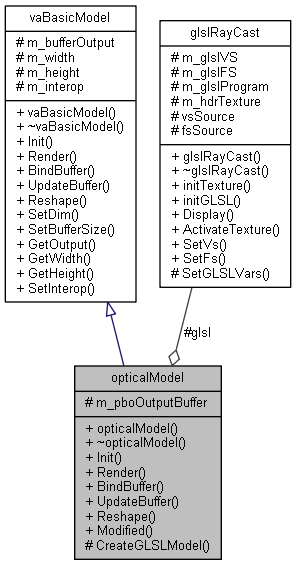 vaBasicModel
# m_bufferOutput
# m_width
# m_height
# m_interop
+ vaBasicModel()
+ ~vaBasicModel()
+ Init()
+ Render()
+ BindBuffer()
+ UpdateBuffer()
+ Reshape()
+ SetDim()
+ SetBufferSize()
+ GetOutput()
+ GetWidth()
+ GetHeight()
+ SetInterop()
glslRayCast
# m_glslVS
# m_glslFS
# m_glslProgram
# m_hdrTexture
# vsSource
# fsSource
+ glslRayCast()
+ ~glslRayCast()
+ initTexture()
+ initGLSL()
+ Display()
+ ActivateTexture()
+ SetVs()
+ SetFs()
# SetGLSLVars()
#glsl
opticalModel
# m_pboOutputBuffer
+ opticalModel()
+ ~opticalModel()
+ Init()
+ Render()
+ BindBuffer()
+ UpdateBuffer()
+ Reshape()
+ Modified()
# CreateGLSLModel()